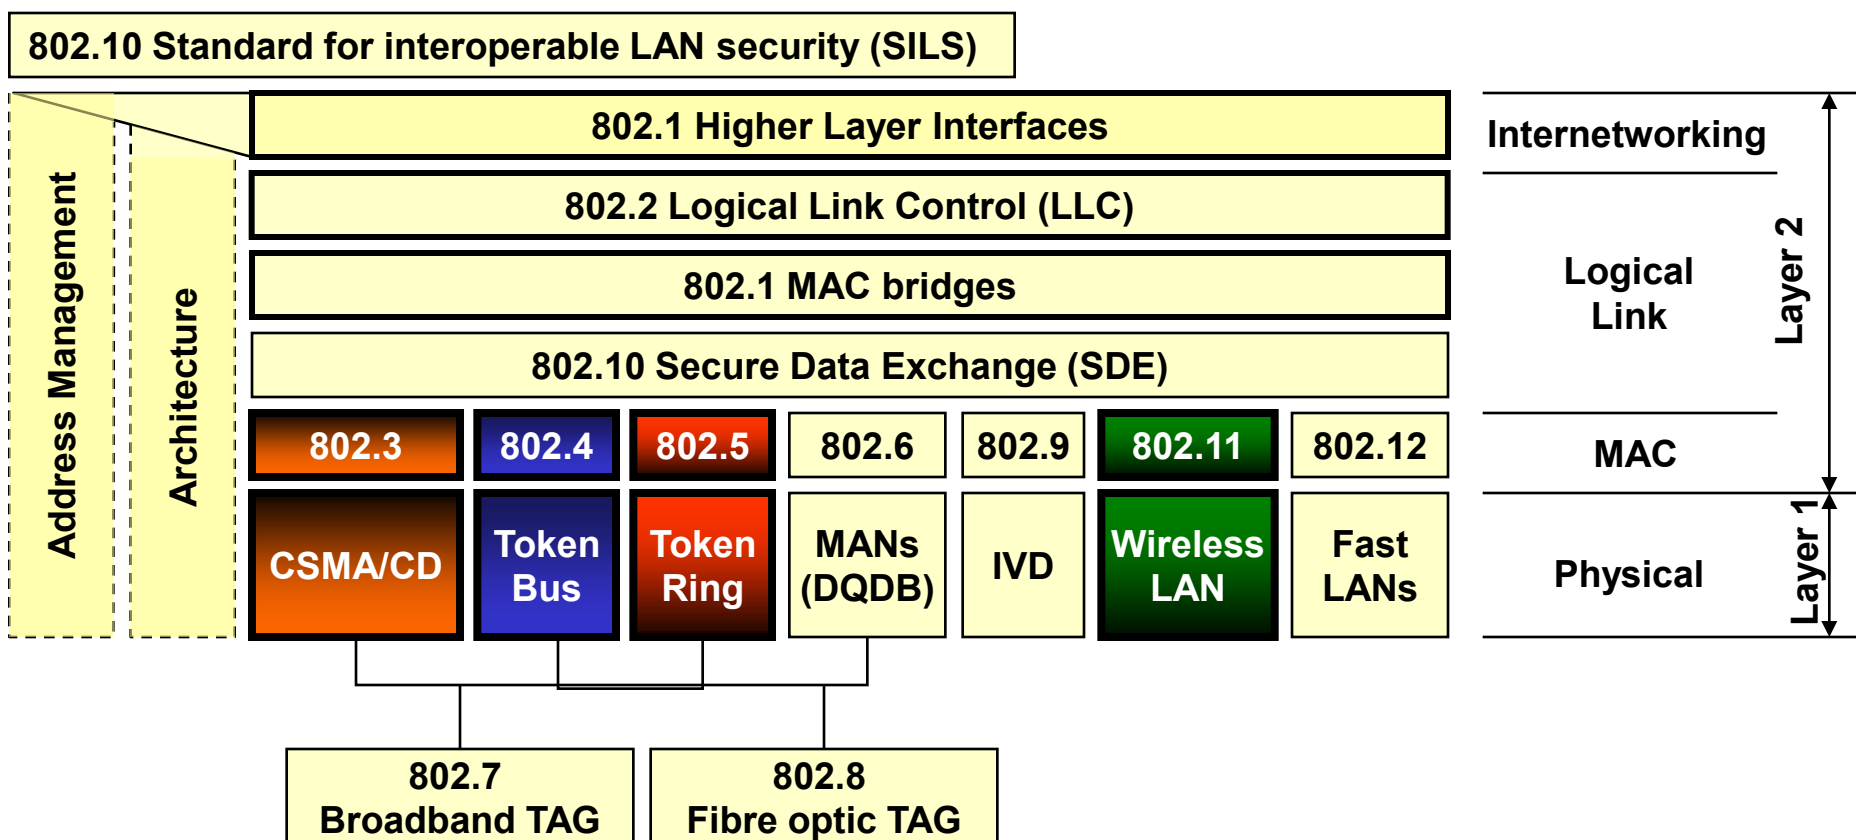 802.10 Standard for interoperable LAN security (SILS)
Address Management
Architecture
802.1 Higher Layer Interfaces
802.2 Logical Link Control (LLC)
802.1 MAC bridges
802.10 Secure Data Exchange (SDE)
802.3
802.4
802.5
802.6
802.9
802.11
802.12
CSMA/CD
Token
Bus
Token
Ring
MANs
(DQDB)
IVD
Wireless
LAN
Fast
LANs
Internetworking
Logical
Link
MAC
Physical
Layer 2
Layer 1
802.7
Broadband TAG
802.8
Fibre optic TAG